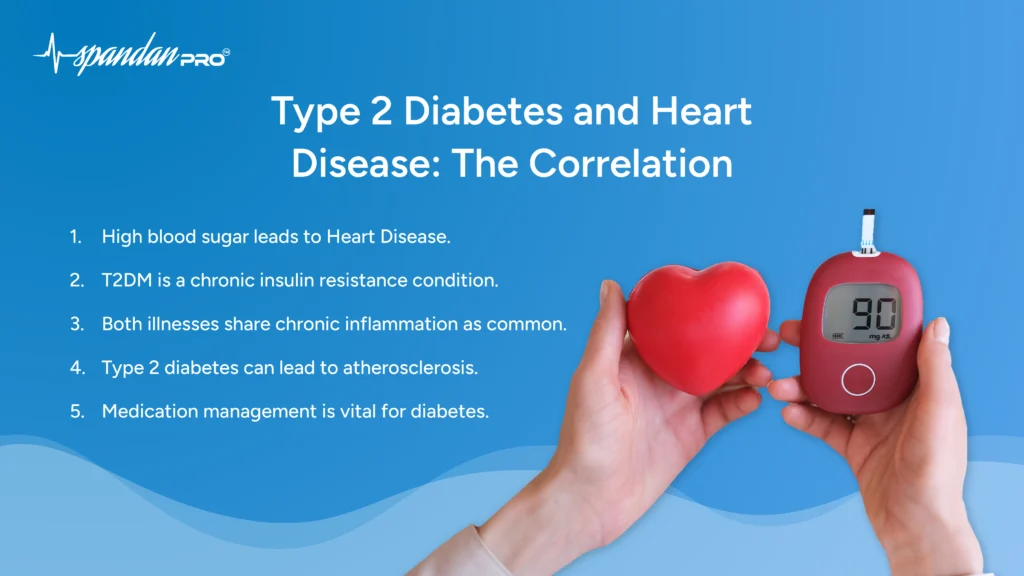 spandan PRO
Type 2 Diabetes and Heart
Disease: The Correlation
1. High blood sugar leads to Heart Disease.
2. T2DM is a chronic insulin resistance condition.
3. Both illnesses share chronic inflammation as common.
4. Type 2 diabetes can lead to atherosclerosis.
5. Medication management is vital for diabetes.
90
mg